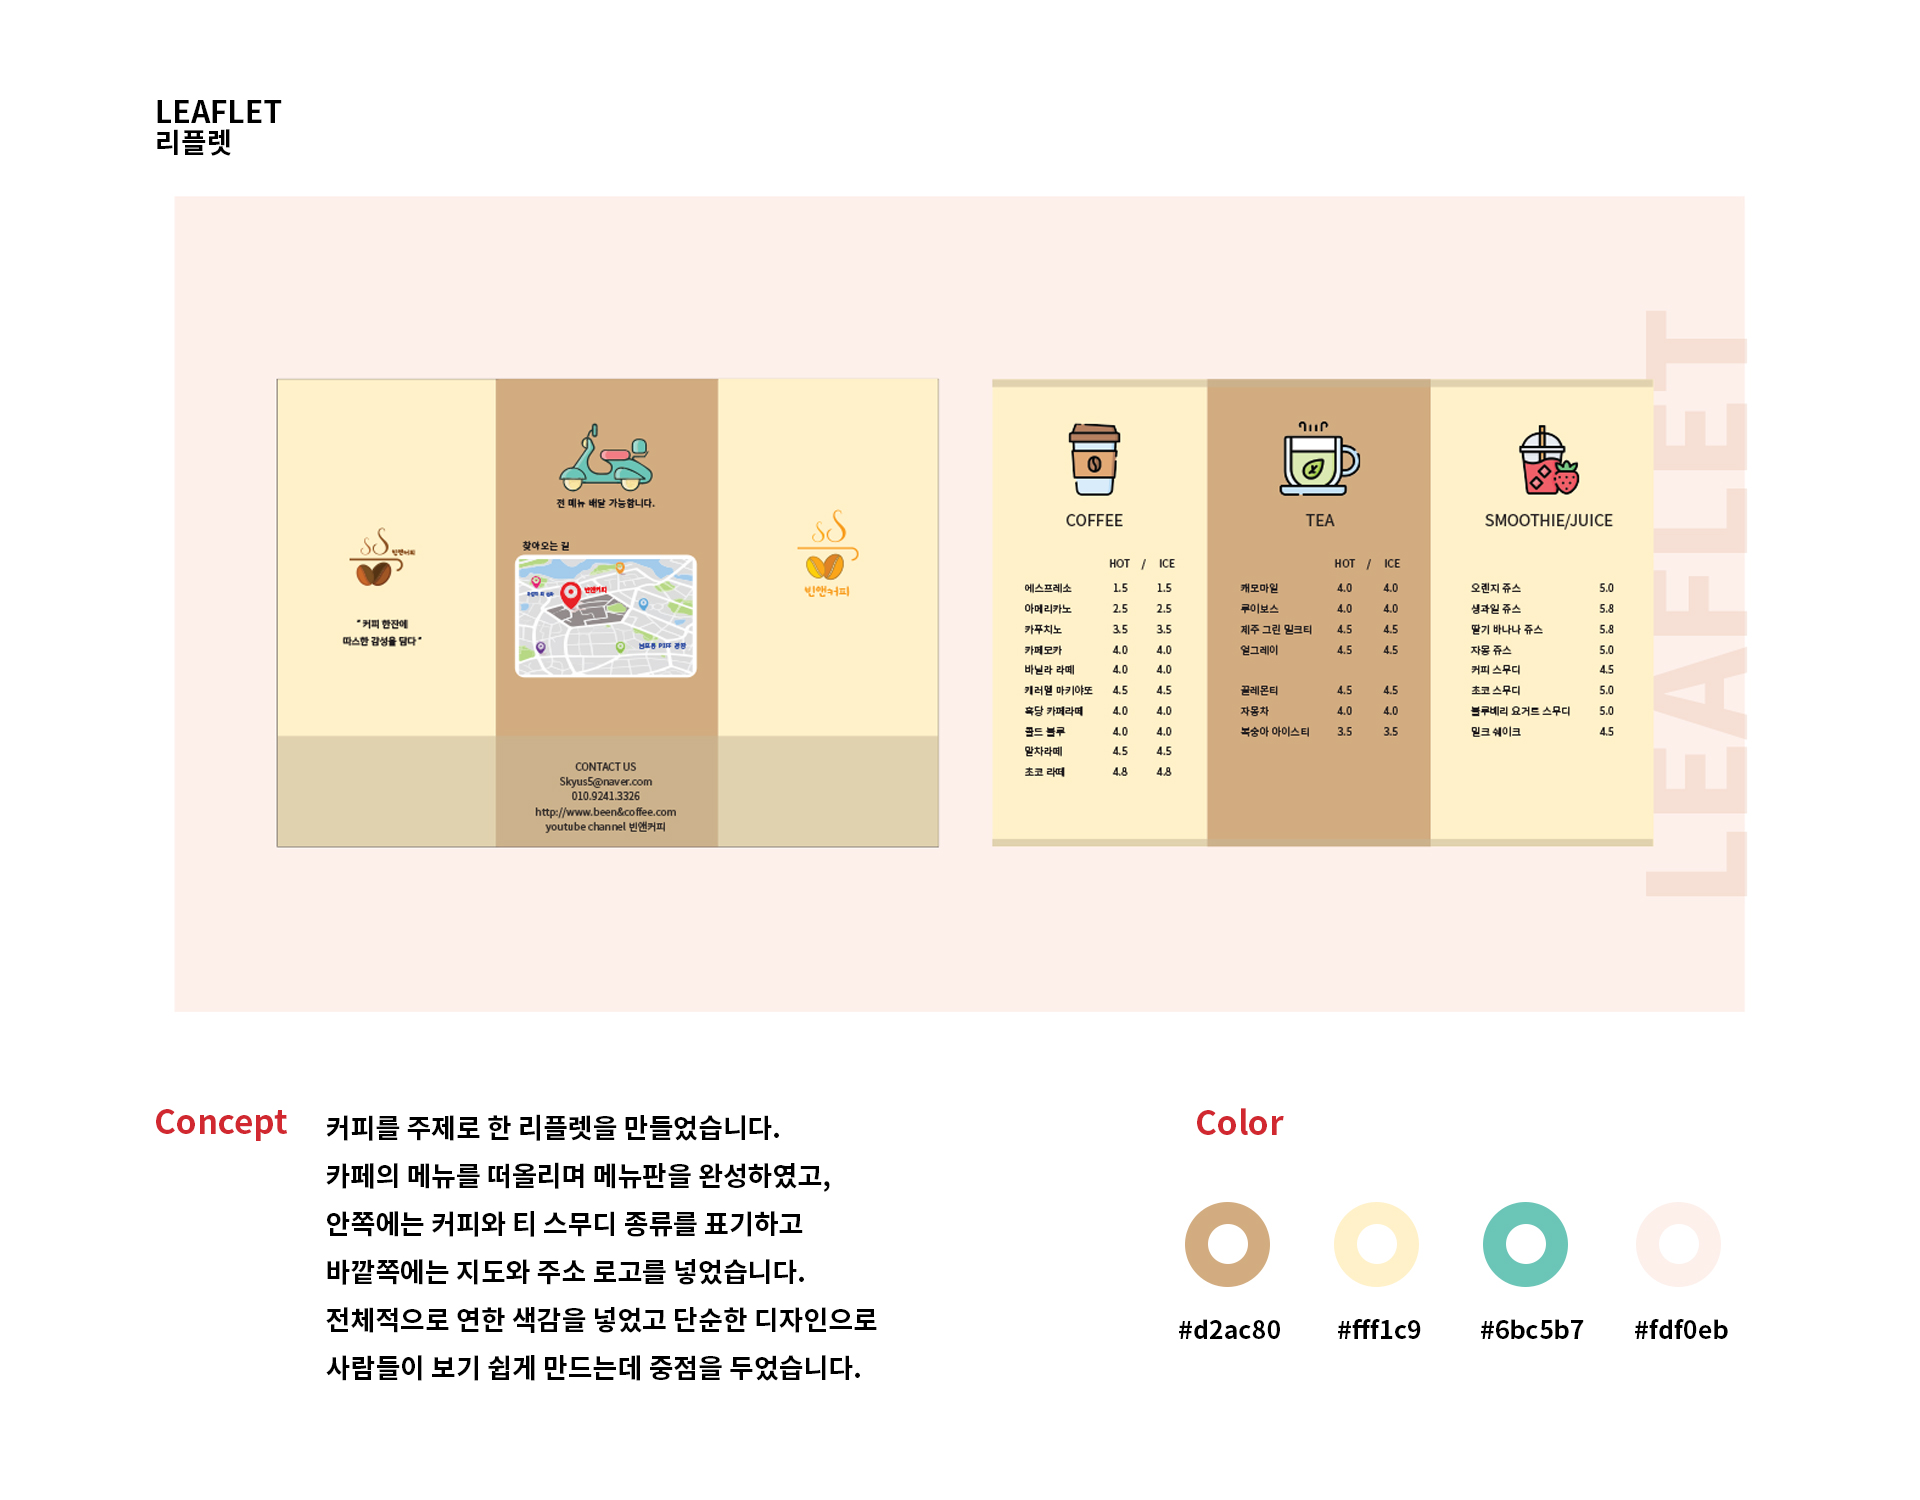 LEAFLET
리플렛
빈앤커피
“ 커피 한잔에
따스한 감성을 담다 ”
전 메뉴 배달 가능합니다.
찾아오는 길
빈앤커피
남포동 PIFF 광장
CONTACT US
Skyus5@naver.com
010.9241.3326
http://www.been&coffee.com
youtube channel 빈앤커피
빈앤커피
COFFEE
HOT / ICE
에스프레소 1.5 1.5
아메리카노 2.5 2.5
카푸치노 3.5 3.5
카페모카 4.0 4.0
바닐라 라떼 4.0 4.0
캐러멜 마키아또 4.5 4.5
흑당 카페라떼 4.0 4.0
콜드 블루 4.0 4.0
말차라떼 4.5 4.5
초코 라떼 4.8 4.8
TEA
HOT / ICE
캐모마일 4.0 4.0
루이보스 4.0 4.0
제주 그린 밀크티 4.5 4.5
얼그레이 4.5 4.5
꿀레몬티 4.5 4.5
자몽차 4.0 4.0
복숭아 아이스티 3.5 3.5
SMOOTHIE/JUICE
오렌지 쥬스 5.0
생과일 쥬스 5.8
딸기 바나나 쥬스 5.8
자몽 쥬스 5.0
커피 스무디 4.5
초코 스무디 5.0
블루베리 요거트 스무디 5.0
밀크 쉐이크 4.5
LEAFLET
Concept
커피를 주제로 한 리플렛을 만들었습니다.
카페의 메뉴를 떠올리며 메뉴판을 완성하였고,
안쪽에는 커피와 티 스무디 종류를 표기하고
바깥쪽에는 지도와 주소 로고를 넣었습니다.
전체적으로 연한 색감을 넣었고 단순한 디자인으로
사람들이 보기 쉽게 만드는데 중점을 두었습니다.
Color
#d2ac80
#fff1c9
#6bc5b7
#fdf0eb